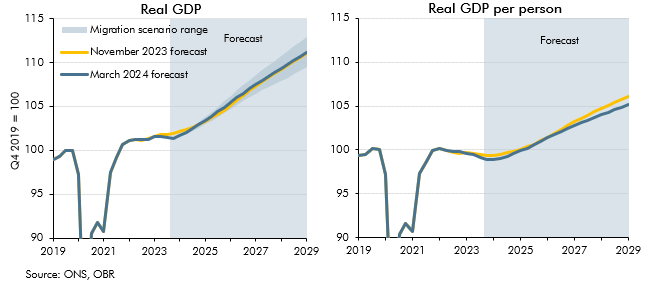 Real GDP
115
110
105
100
95
90
Q4 2019 = 100
Migration scenario range
November 2023 forecast
March 2024 forecast
Forecast
2019
2021
2023
2025
2027
2029
Real GDP per person
115
110
105
100
95
90
Forecast
2019
2021
2023
2025
2027
2029
Source: ONS, OBR